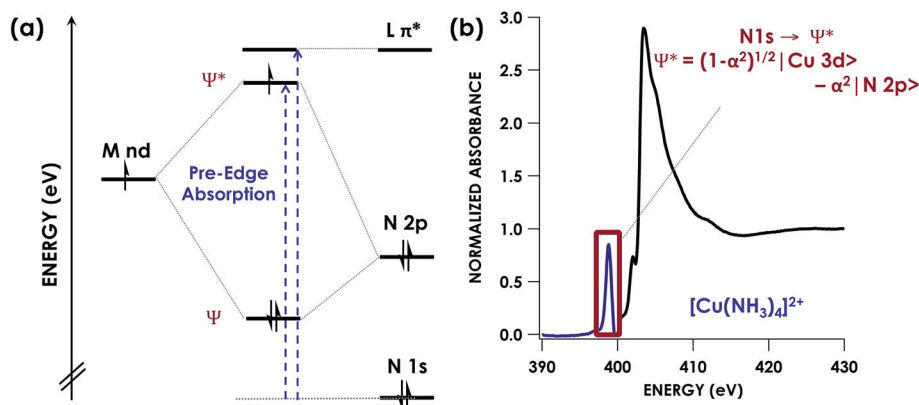 (a)
L π*
Ψ*
M nd
Pre-Edge
Absorption
N 2p
Ψ
N 1s
ENERGY (eV)
(b)
N1s → Ψ*
Ψ* = (1-α²)¹/²|Cu 3d>
– α²|N 2p>
3.0
2.5
2.0
1.5
1.0
0.5
0.0
NORMALIZED ABSORBANCE
[Cu(NH₃)₄]²⁺
390
400
410
420
430
ENERGY (eV)